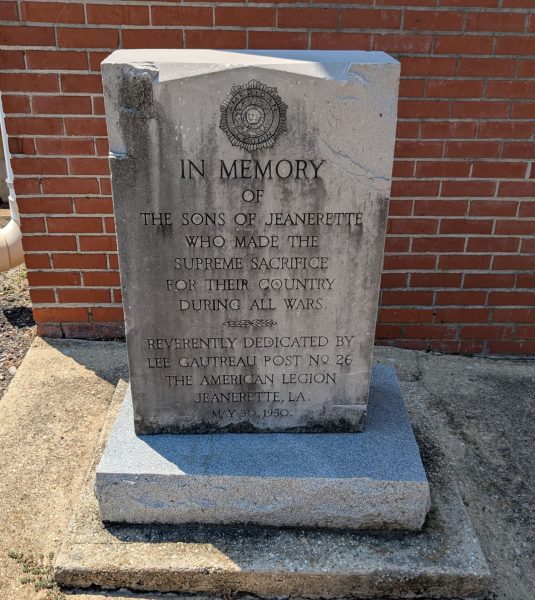 IN MEMORY
OF
THE SONS OF JEANERETTE
WHO MADE THE
SUPREME SACRIFICE
FOR THEIR COUNTRY
DURING ALL WARS
REVERENTLY DEDICATED BY
LEE GAUTREAU POST Nº 26
THE AMERICAN LEGION
JEANERETTE, LA.
MAY 30, 1950.